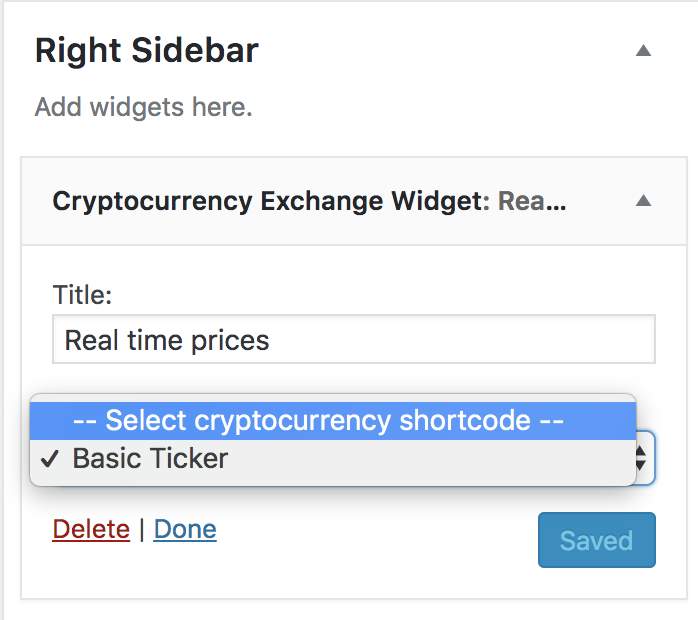 Right Sidebar
Add widgets here.
Cryptocurrency Exchange Widget: Rea...
Title:
Real time prices
-- Select cryptocurrency shortcode --
✓ Basic Ticker
Delete | Done
Saved